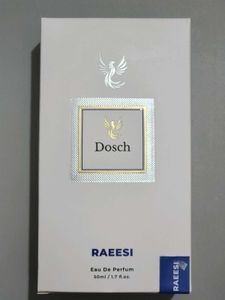 Dosch
RAEESI
Eau De Perfum
50ml / 1.7 fl.oz.
RAEESI